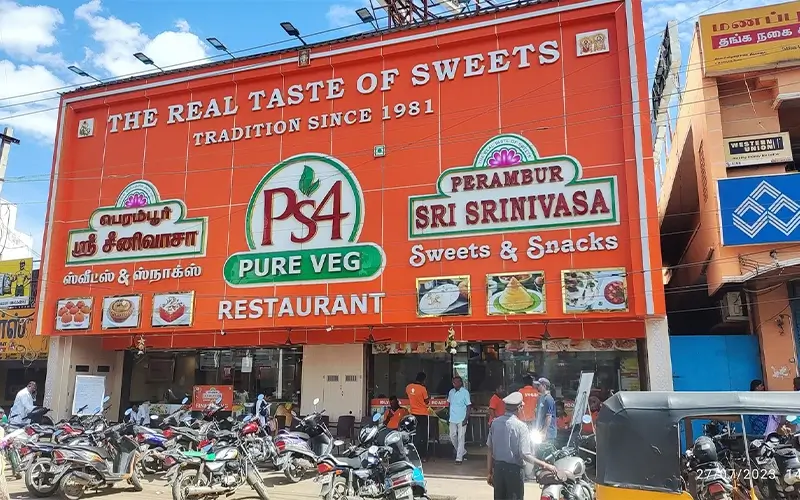 THE REAL TASTE OF SWEETS
TRADITION SINCE 1981
பெரம்பூர்
ஸ்ரீ சீனிவாசா
ஸ்வீட்ஸ் & ஸ்நாக்ஸ்
PS4
PURE VEG
RESTAURANT
PERAMBUR
SRI SRINIVASA
Sweets & Snacks
தங்க நகை
WESTERN
UNION
27/07/2023